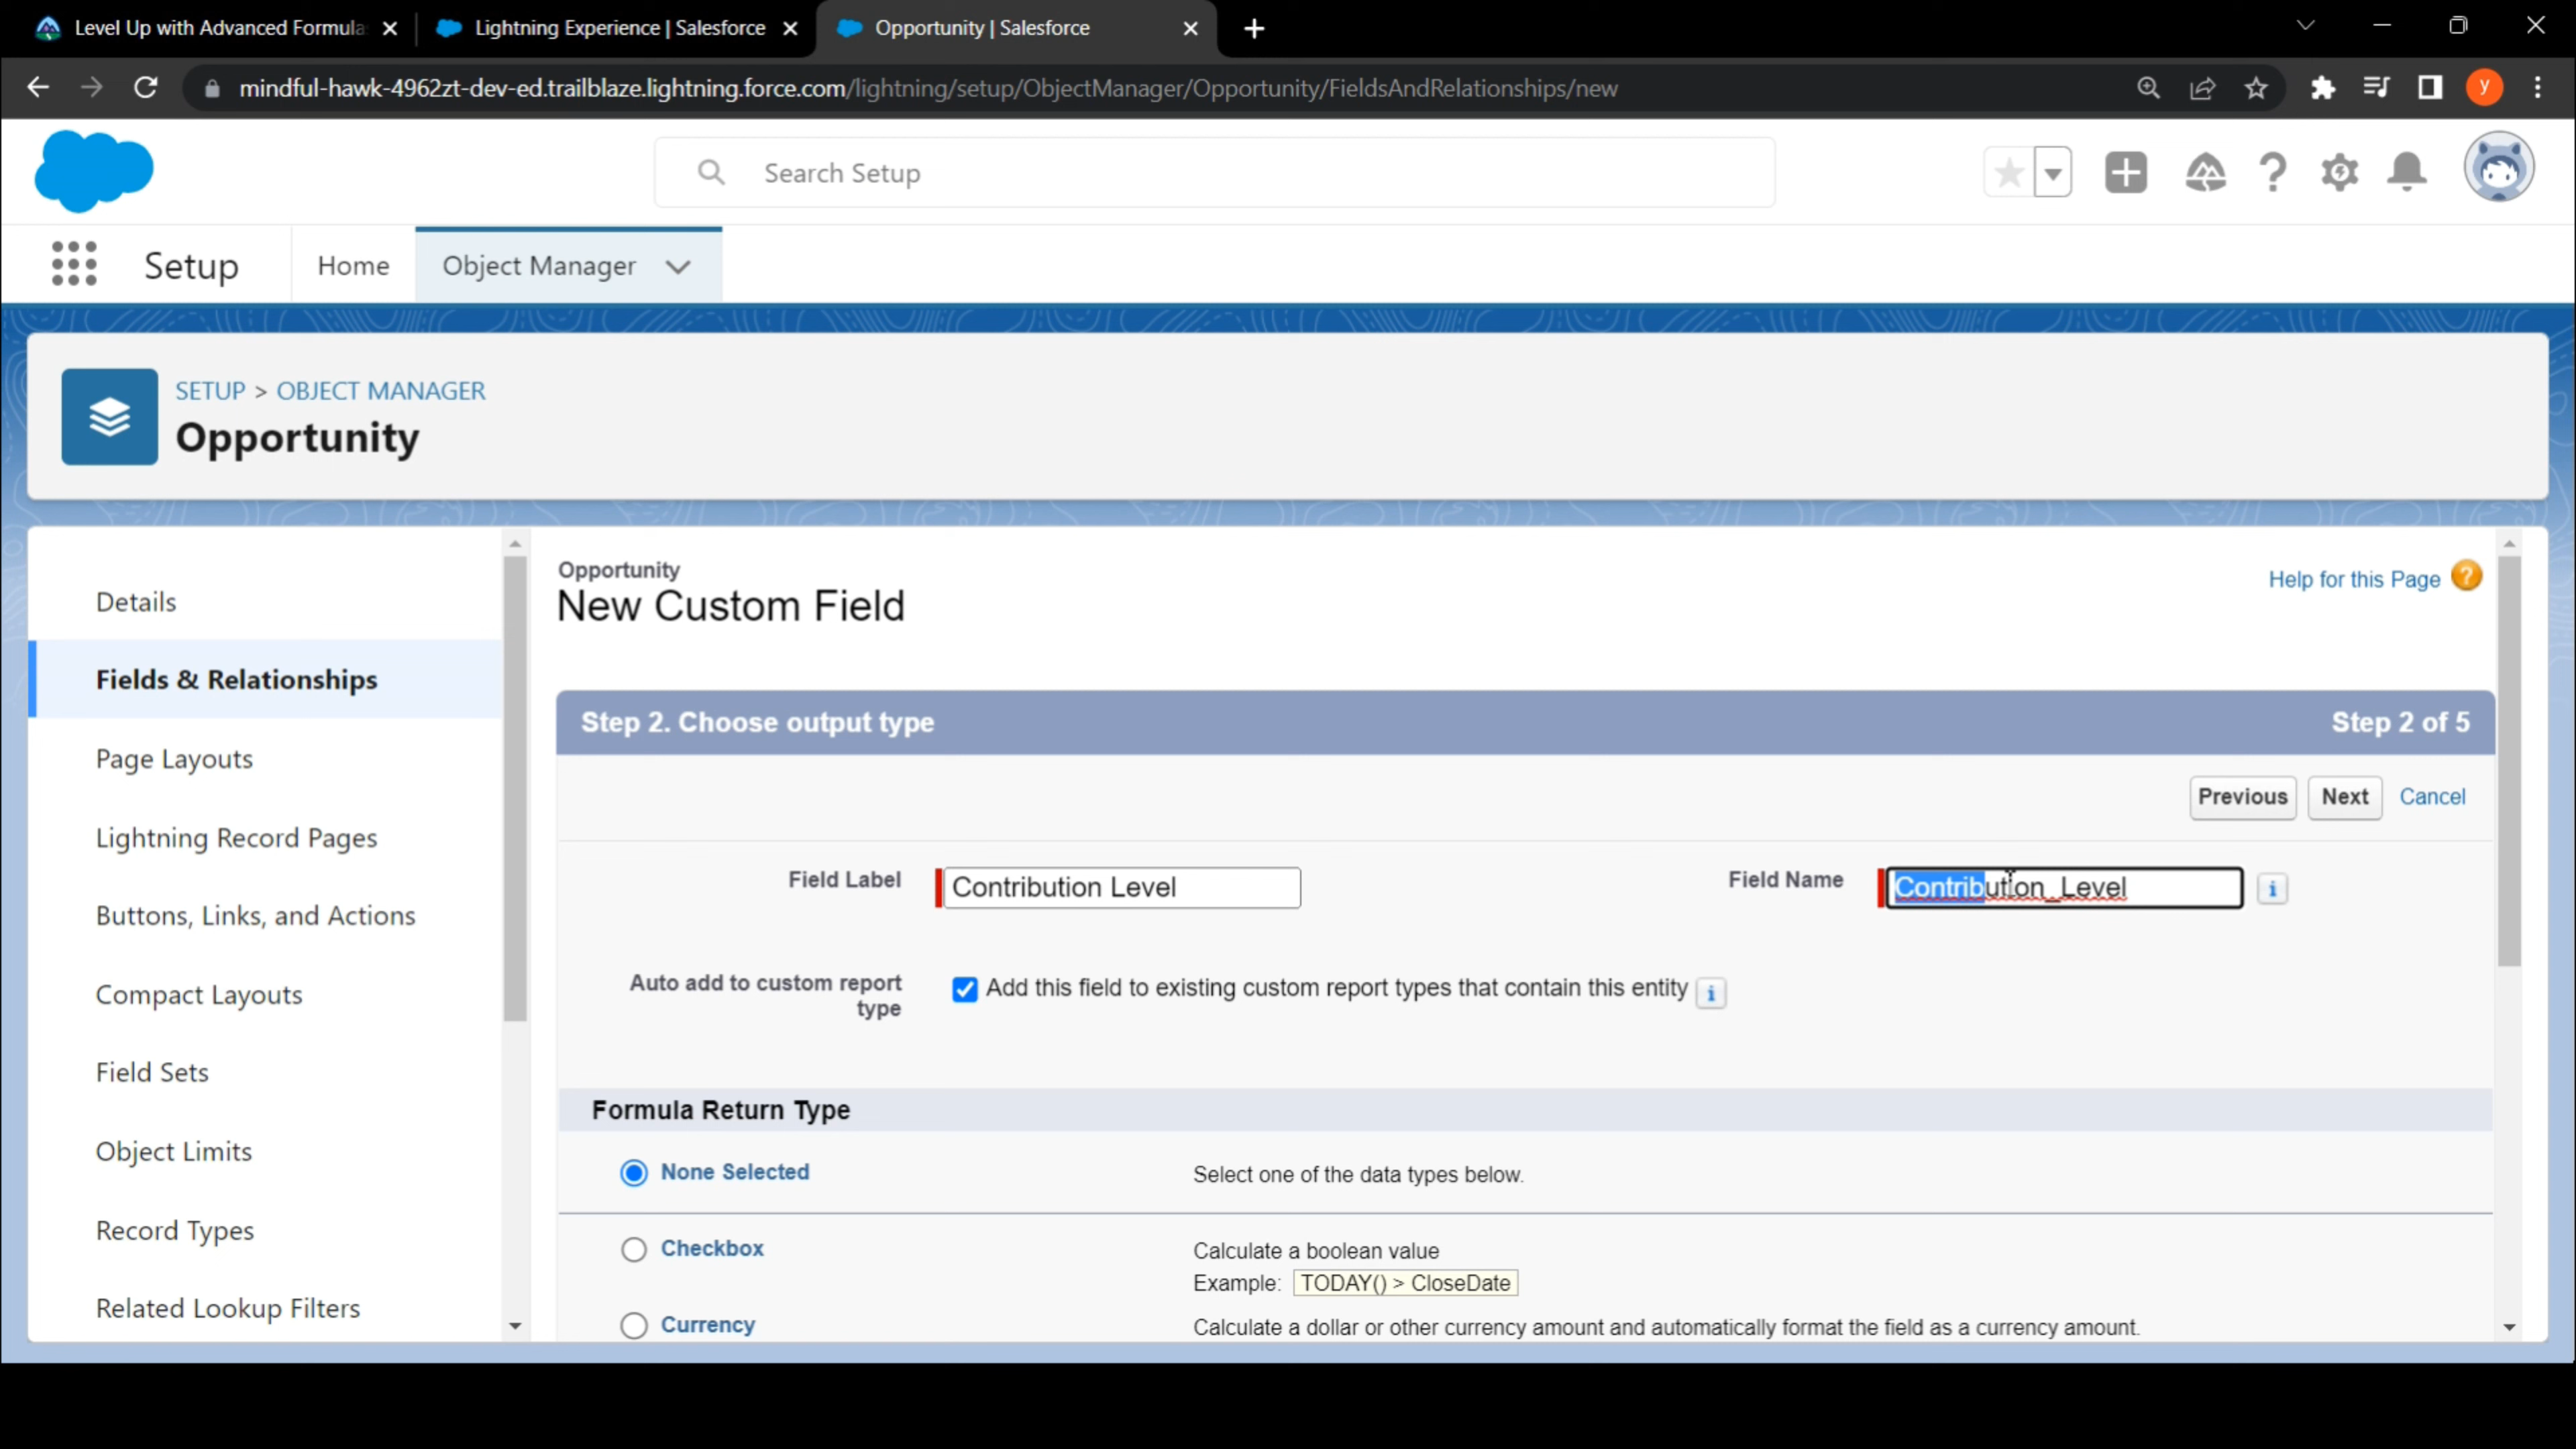 Level Up with Advanced Formula
Lightning Experience | Salesforce
Opportunity | Salesforce
mindful-hawk-4962zt-dev-ed.trailblaze.lightning.force.com/lightning/setup/ObjectManager/Opportunity/FieldsAndRelationships/new
y
Search Setup
Setup
Home
Object Manager
SETUP > OBJECT MANAGER
Opportunity
Details
Fields & Relationships
Page Layouts
Lightning Record Pages
Buttons, Links, and Actions
Compact Layouts
Field Sets
Object Limits
Record Types
Related Lookup Filters
Opportunity
New Custom Field
Help for this Page ?
Step 2. Choose output type
Step 2 of 5
Previous Next Cancel
Field Label Contribution Level
Field Name Contribution_Level i
Auto add to custom report
type
Add this field to existing custom report types that contain this entity i
Formula Return Type
None Selected Select one of the data types below.
Checkbox Calculate a boolean value
Example: TODAY() > CloseDate
Currency Calculate a dollar or other currency amount and automatically format the field as a currency amount.